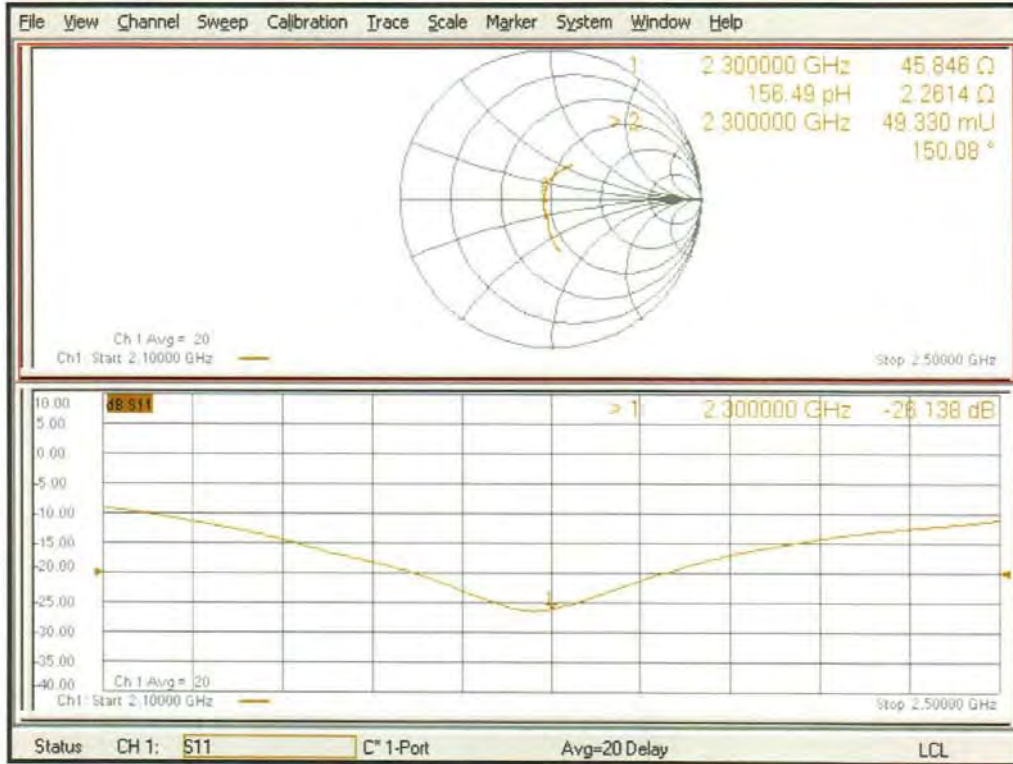 File View Channel Sweep Calibration Trace Scale Marker System Window Help
1 2.300000 GHz 45.846 Ω
156.49 pH 2.2614 Ω
> 2 2.300000 GHz 49.330 mU
150.08 °
Ch 1 Avg = 20
Ch1: Start 2.10000 GHz
Stop 2.50000 GHz
10.00 dB S11 > 1 2.300000 GHz -26.138 dB
5.00
0.00
-5.00
-10.00
-15.00
-20.00
-25.00 1
-30.00
-35.00
-40.00
Ch 1 Avg = 20
Ch1: Start 2.10000 GHz
Stop 2.50000 GHz
Status CH 1: S11 C* 1-Port Avg=20 Delay LCL